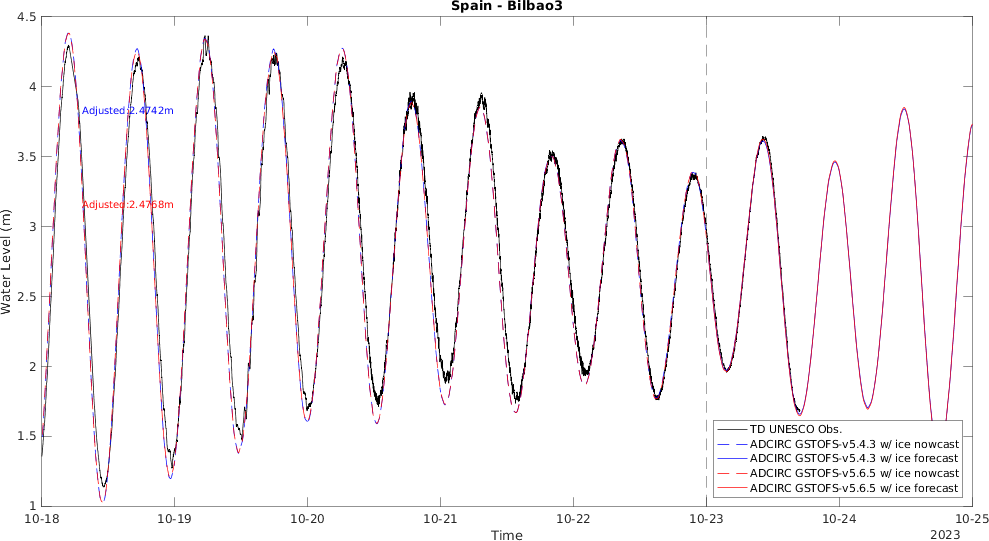 Spain - Bilbao3
4.5
4
3.5
3
2.5
2
1.5
1
Water Level (m)
Adjusted:2.4742m
Adjusted:2.4768m
TD UNESCO Obs.
ADCIRC GSTOFS-v5.4.3 w/ ice nowcast
ADCIRC GSTOFS-v5.4.3 w/ ice forecast
ADCIRC GSTOFS-v5.6.5 w/ ice nowcast
ADCIRC GSTOFS-v5.6.5 w/ ice forecast
10-18 10-19 10-20 10-21 10-22 10-23 10-24 10-25
Time
2023